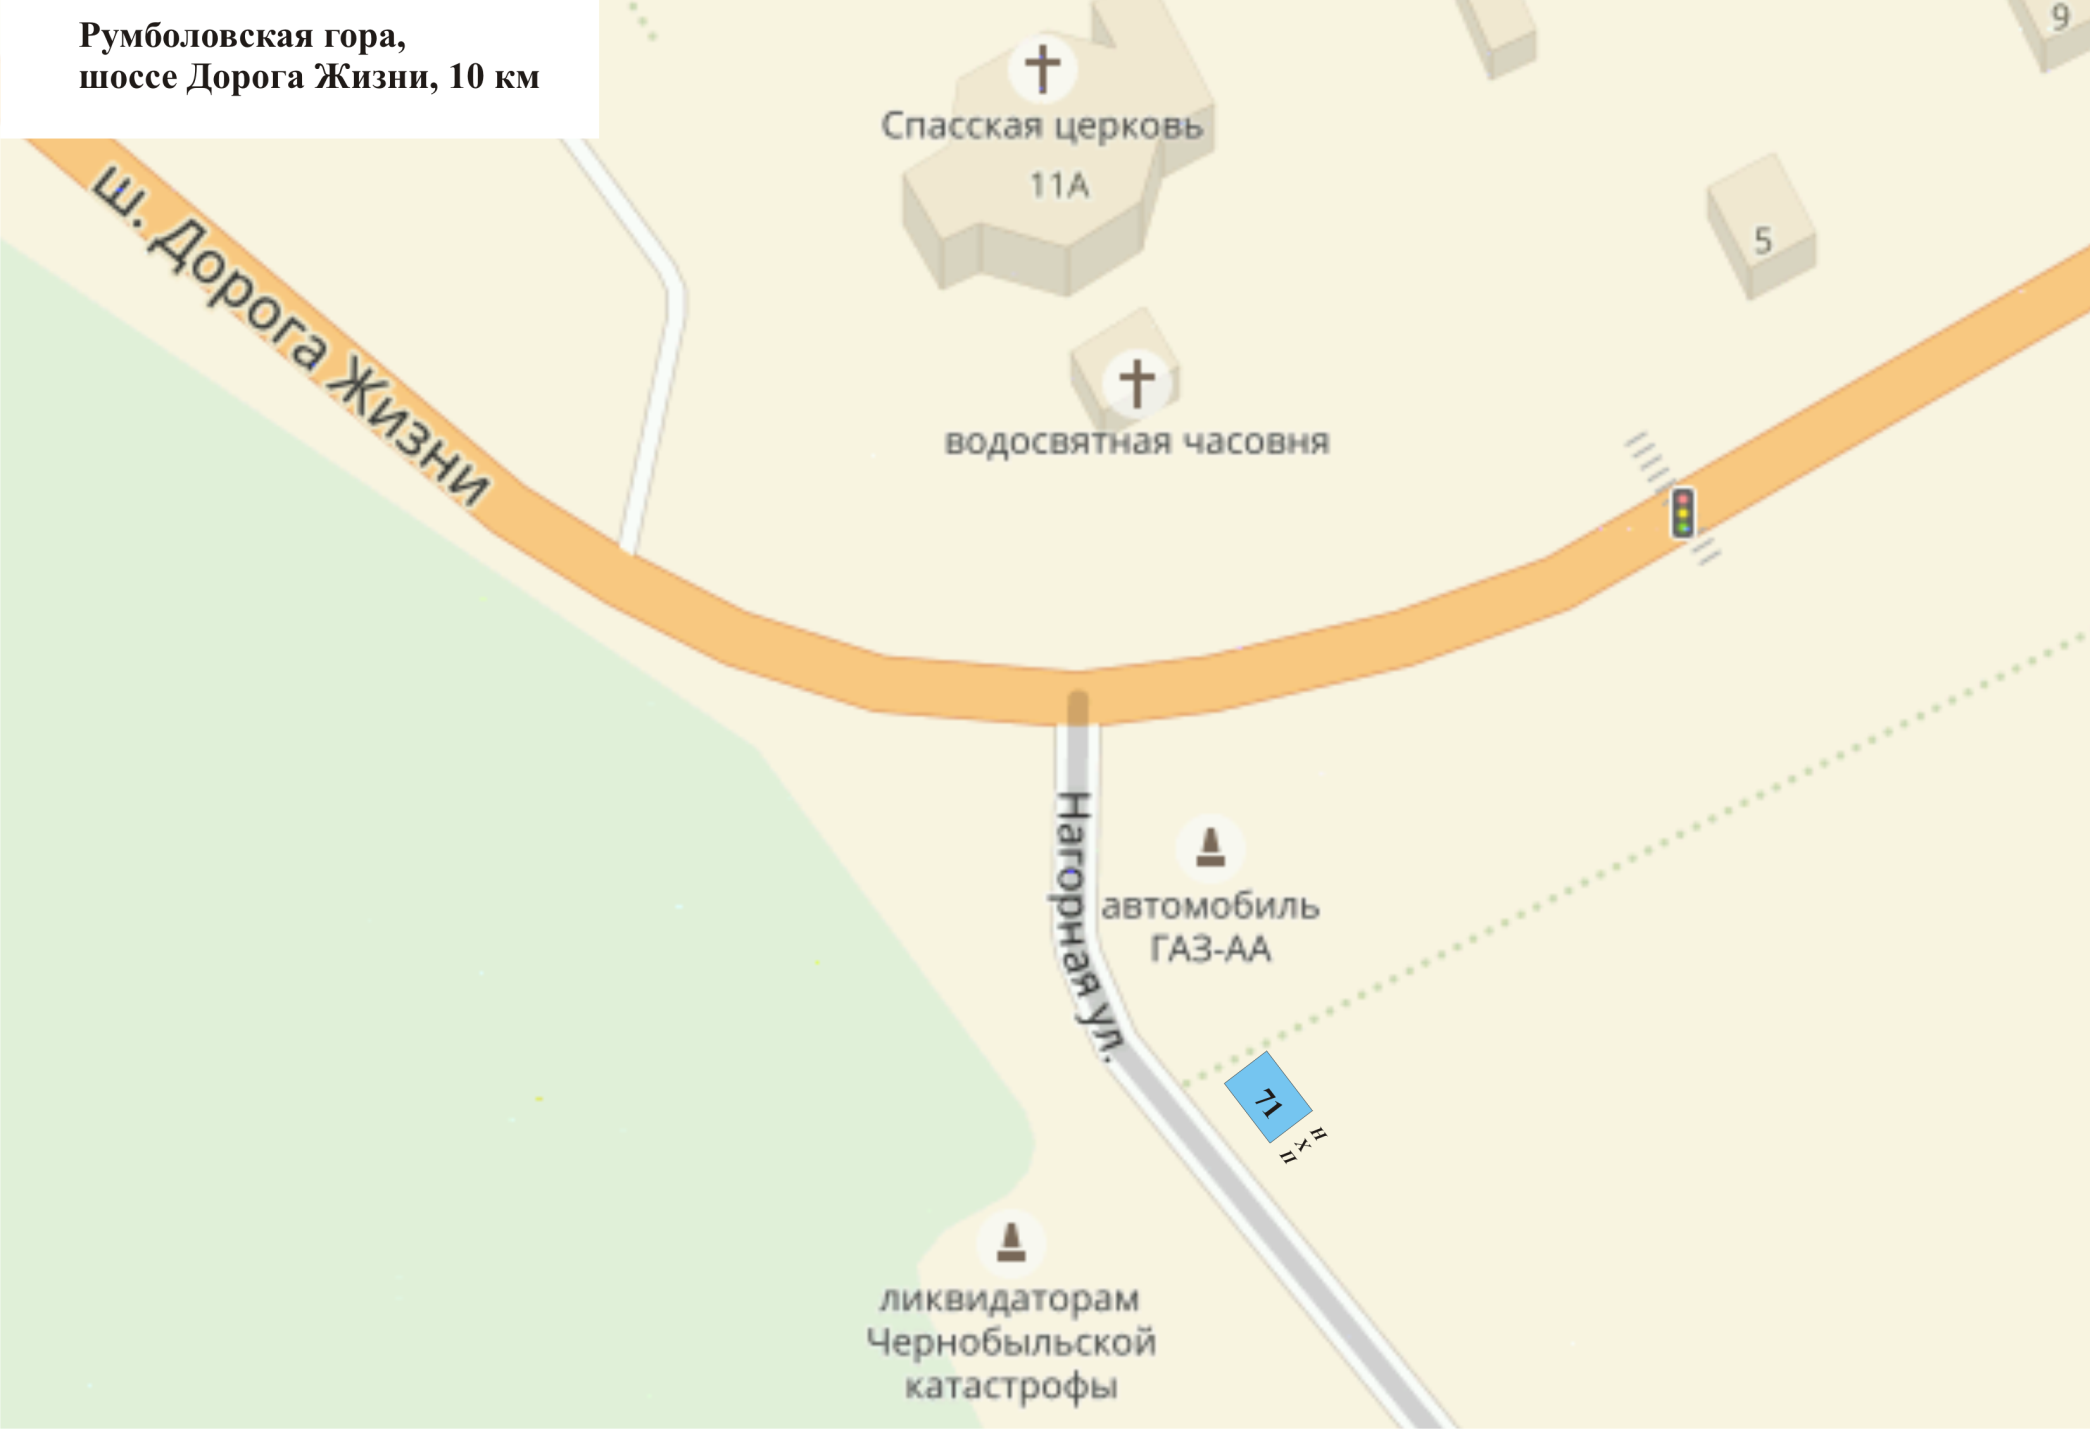 Румболовская гора,
шоссе Дорога Жизни, 10 км
9
Спасская церковь
11А
5
ш. Дорога Жизни
водосвятная часовня
Нагорная ул.
автомобиль
ГАЗ-АА
71
н
х
п
ликвидаторам
Чернобыльской
катастрофы